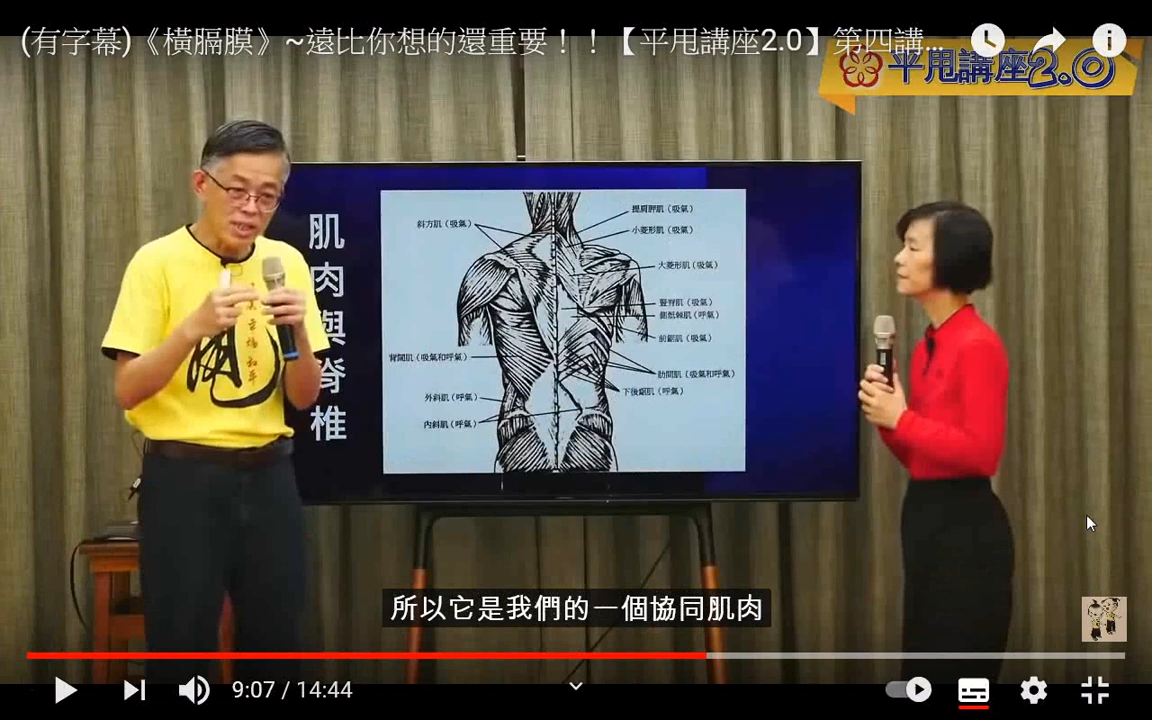 (有字幕)《橫膈膜》~遠比你想的還重要！！【平甩講座2.0】第四講...
平甩講座2.0
肌肉與脊椎
斜方肌（吸氣）
提肩胛肌（吸氣）
小菱形肌（吸氣）
大菱形肌（吸氣）
豎脊肌（吸氣）
前鋸肌（吸氣）
背闊肌（吸氣和呼氣）
肋間肌（吸氣和呼氣）
下後鋸肌（呼氣）
外斜肌（呼氣）
內斜肌（呼氣）
甩
所以它是我們的一個協同肌肉
9:07 / 14:44